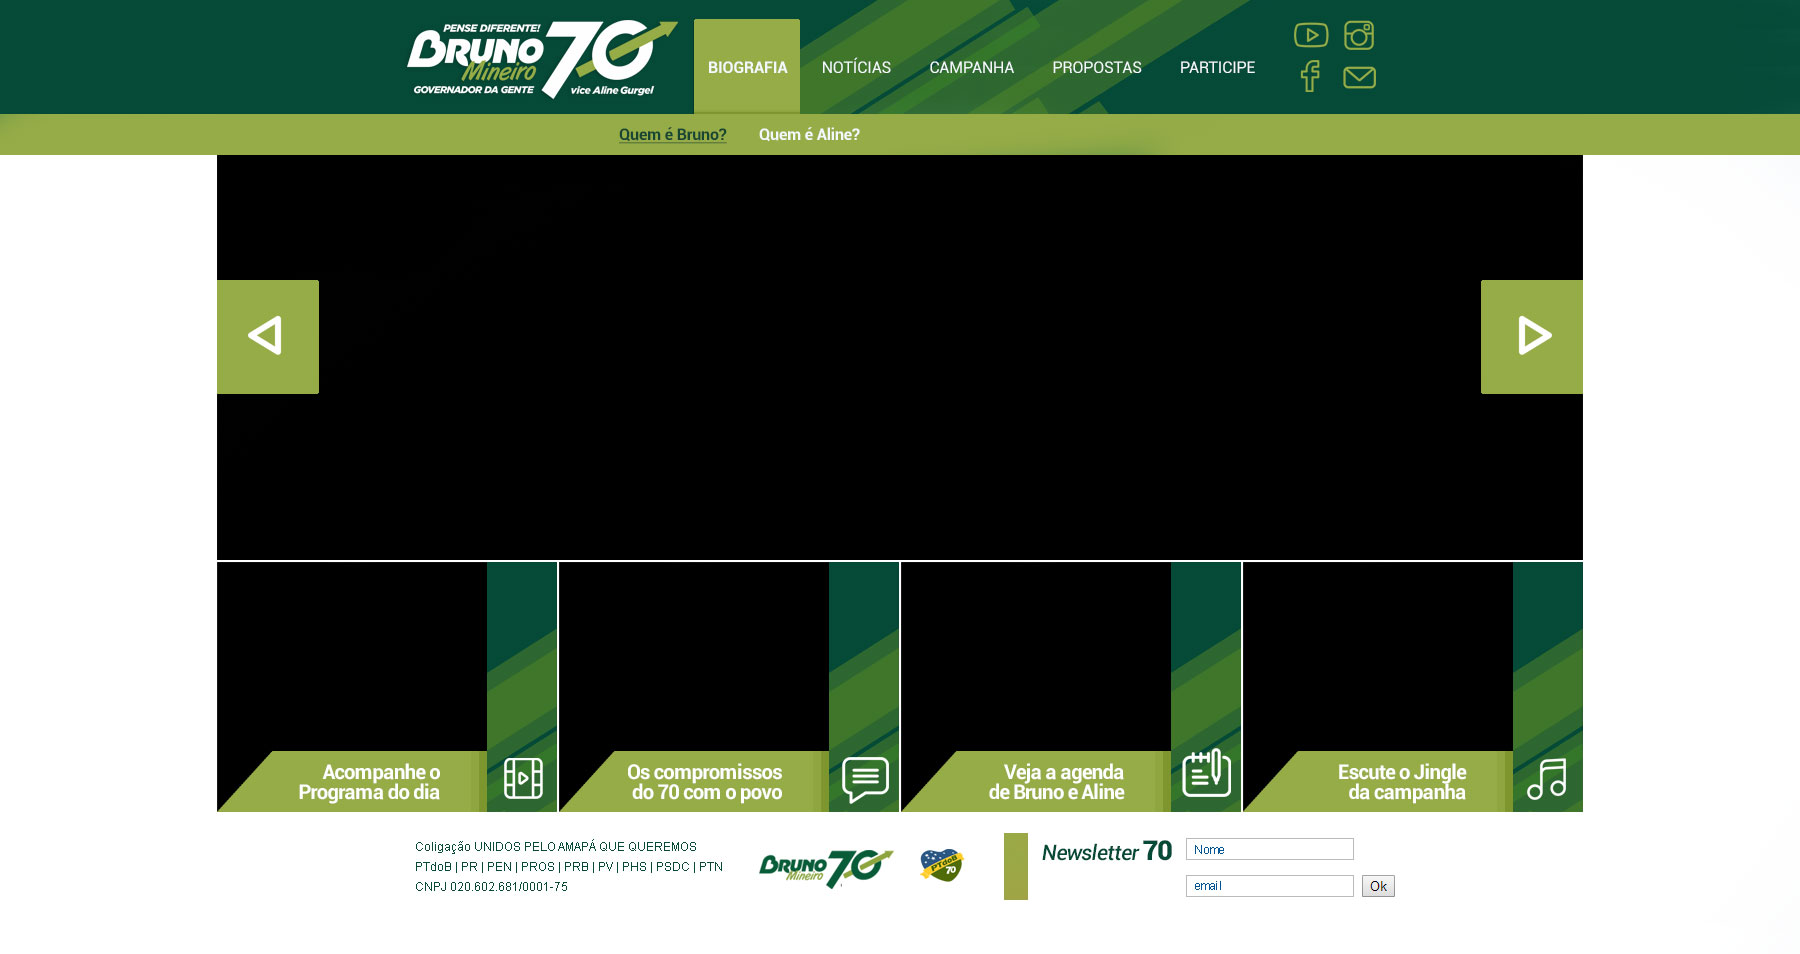 PENSE DIFERENTE!
BRUNO 70
Mineiro
GOVERNADOR DA GENTE
vice Aline Gurgel
BIOGRAFIA
NOTÍCIAS
CAMPANHA
PROPOSTAS
PARTICIPE
Quem é Bruno?
Quem é Aline?
Acompanhe o
Programa do dia
Os compromissos
do 70 com o povo
Veja a agenda
de Bruno e Aline
Escute o Jingle
da campanha
Coligação UNIDOS PELO AMAPÁ QUE QUEREMOS
PTdoB | PR | PEN | PROS | PRB | PV | PHS | PSDC | PTN
CNPJ 020.602.681/0001-75
BRUNO 70
Mineiro
PTdoB
70
Newsletter 70
Nome
email
Ok